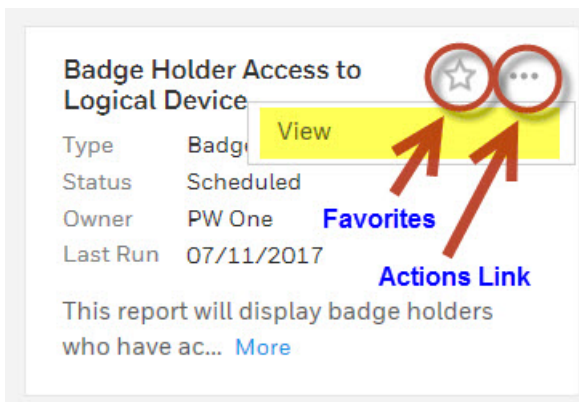 Badge Holder Access to
Logical Device
View
Type Badg
Status Scheduled
Owner PW One
Favorites
Last Run 07/11/2017
Actions Link
This report will display badge holders
who have ac... More